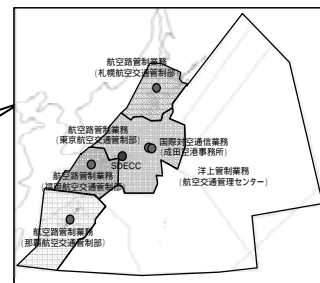 航空路管制業務
（札幌航空交通管制部）
航空路管制業務
（東京航空交通管制部）
国際対空通信業務
（成田空港事務所）
SDECC
洋上管制業務
（航空交通管理センター）
航空路管制業務
（福岡航空交通管制部）
航空路管制業務
（那覇航空交通管制部）